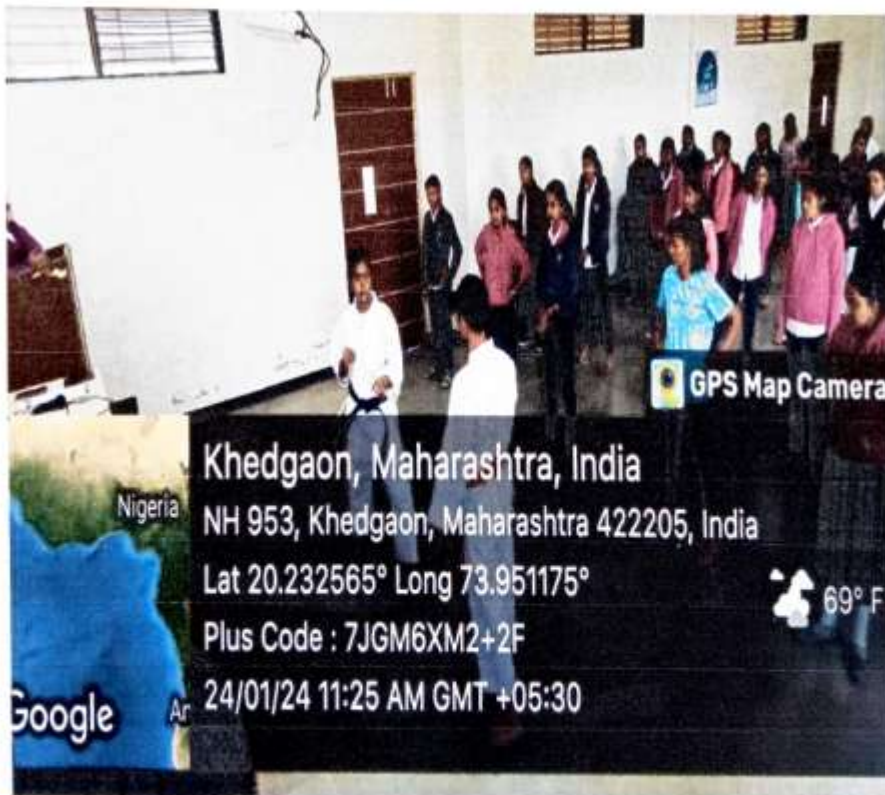 GPS Map Camera
Nigeria
Google
Khedgaon, Maharashtra, India
NH 953, Khedgaon, Maharashtra 422205, India
Lat 20.232565° Long 73.951175°
Plus Code : 7JGM6XM2+2F
24/01/24 11:25 AM GMT +05:30
69° F